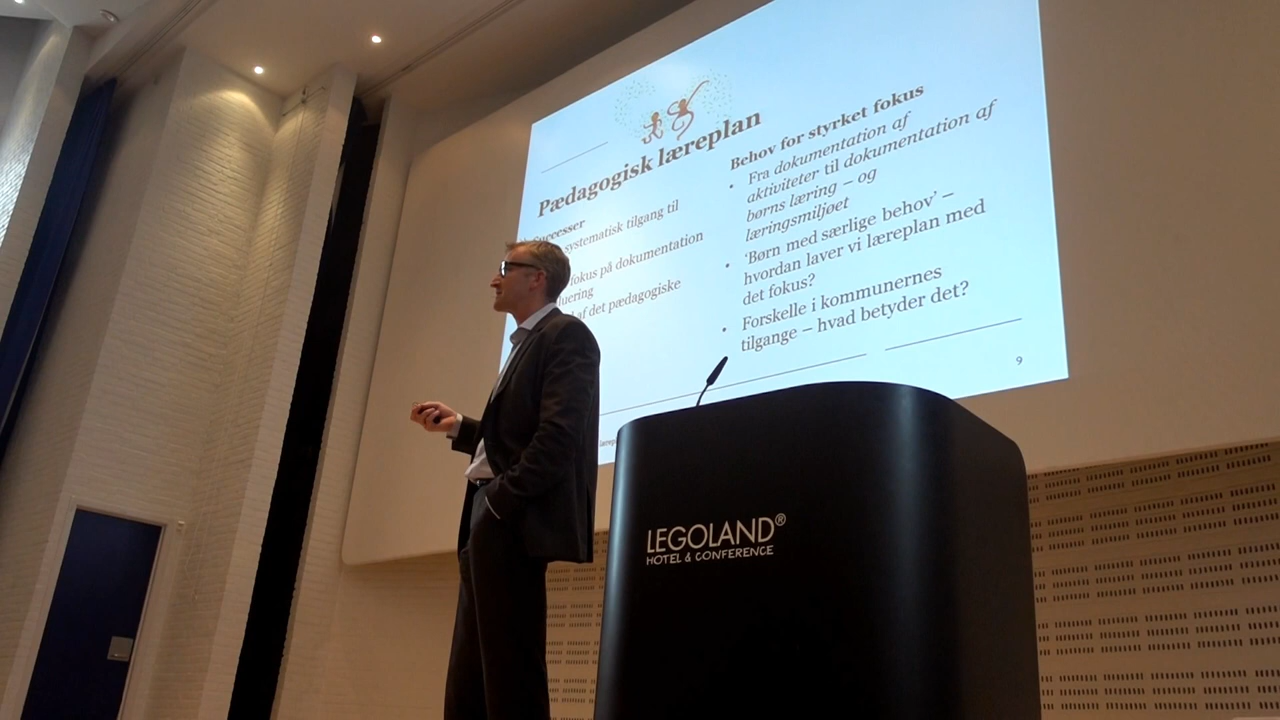 Pædagogisk læreplan
Successer
systematisk tilgang til
fokus på dokumentation
af det pædagogiske
Behov for styrket fokus
• Fra dokumentation af
aktiviteter til dokumentation af
børns læring – og
læringsmiljøet
• 'Børn med særlige behov' –
hvordan laver vi læreplan med
det fokus?
• Forskelle i kommunernes
tilgange – hvad betyder det?
9
LEGOLAND®
HOTEL & CONFERENCE